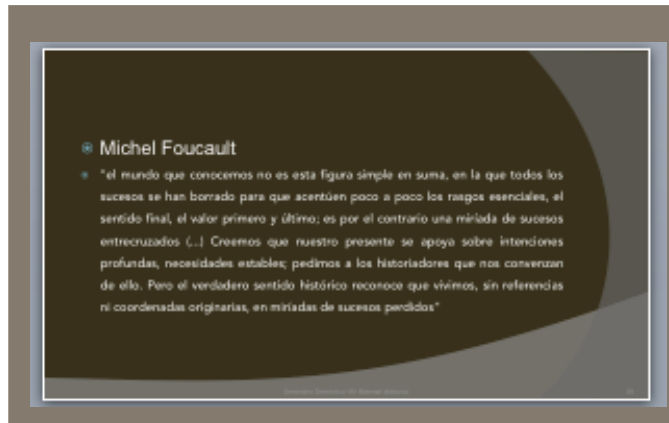 Michel Foucault
"el mundo que conocemos no es esta figura simple en suma, en la que todos los
sucesos se han borrado para que acentúen poco a poco los rasgos esenciales, el
sentido final, el valor primero y último; es por el contrario una miríada de sucesos
entrecruzados (...) Creemos que nuestro presente se apoya sobre intenciones
profundas, necesidades estables; pedimos a los historiadores que nos convenzan
de ello. Pero el verdadero sentido histórico reconoce que vivimos, sin referencias
ni coordenadas originarias, en miríadas de sucesos perdidos"